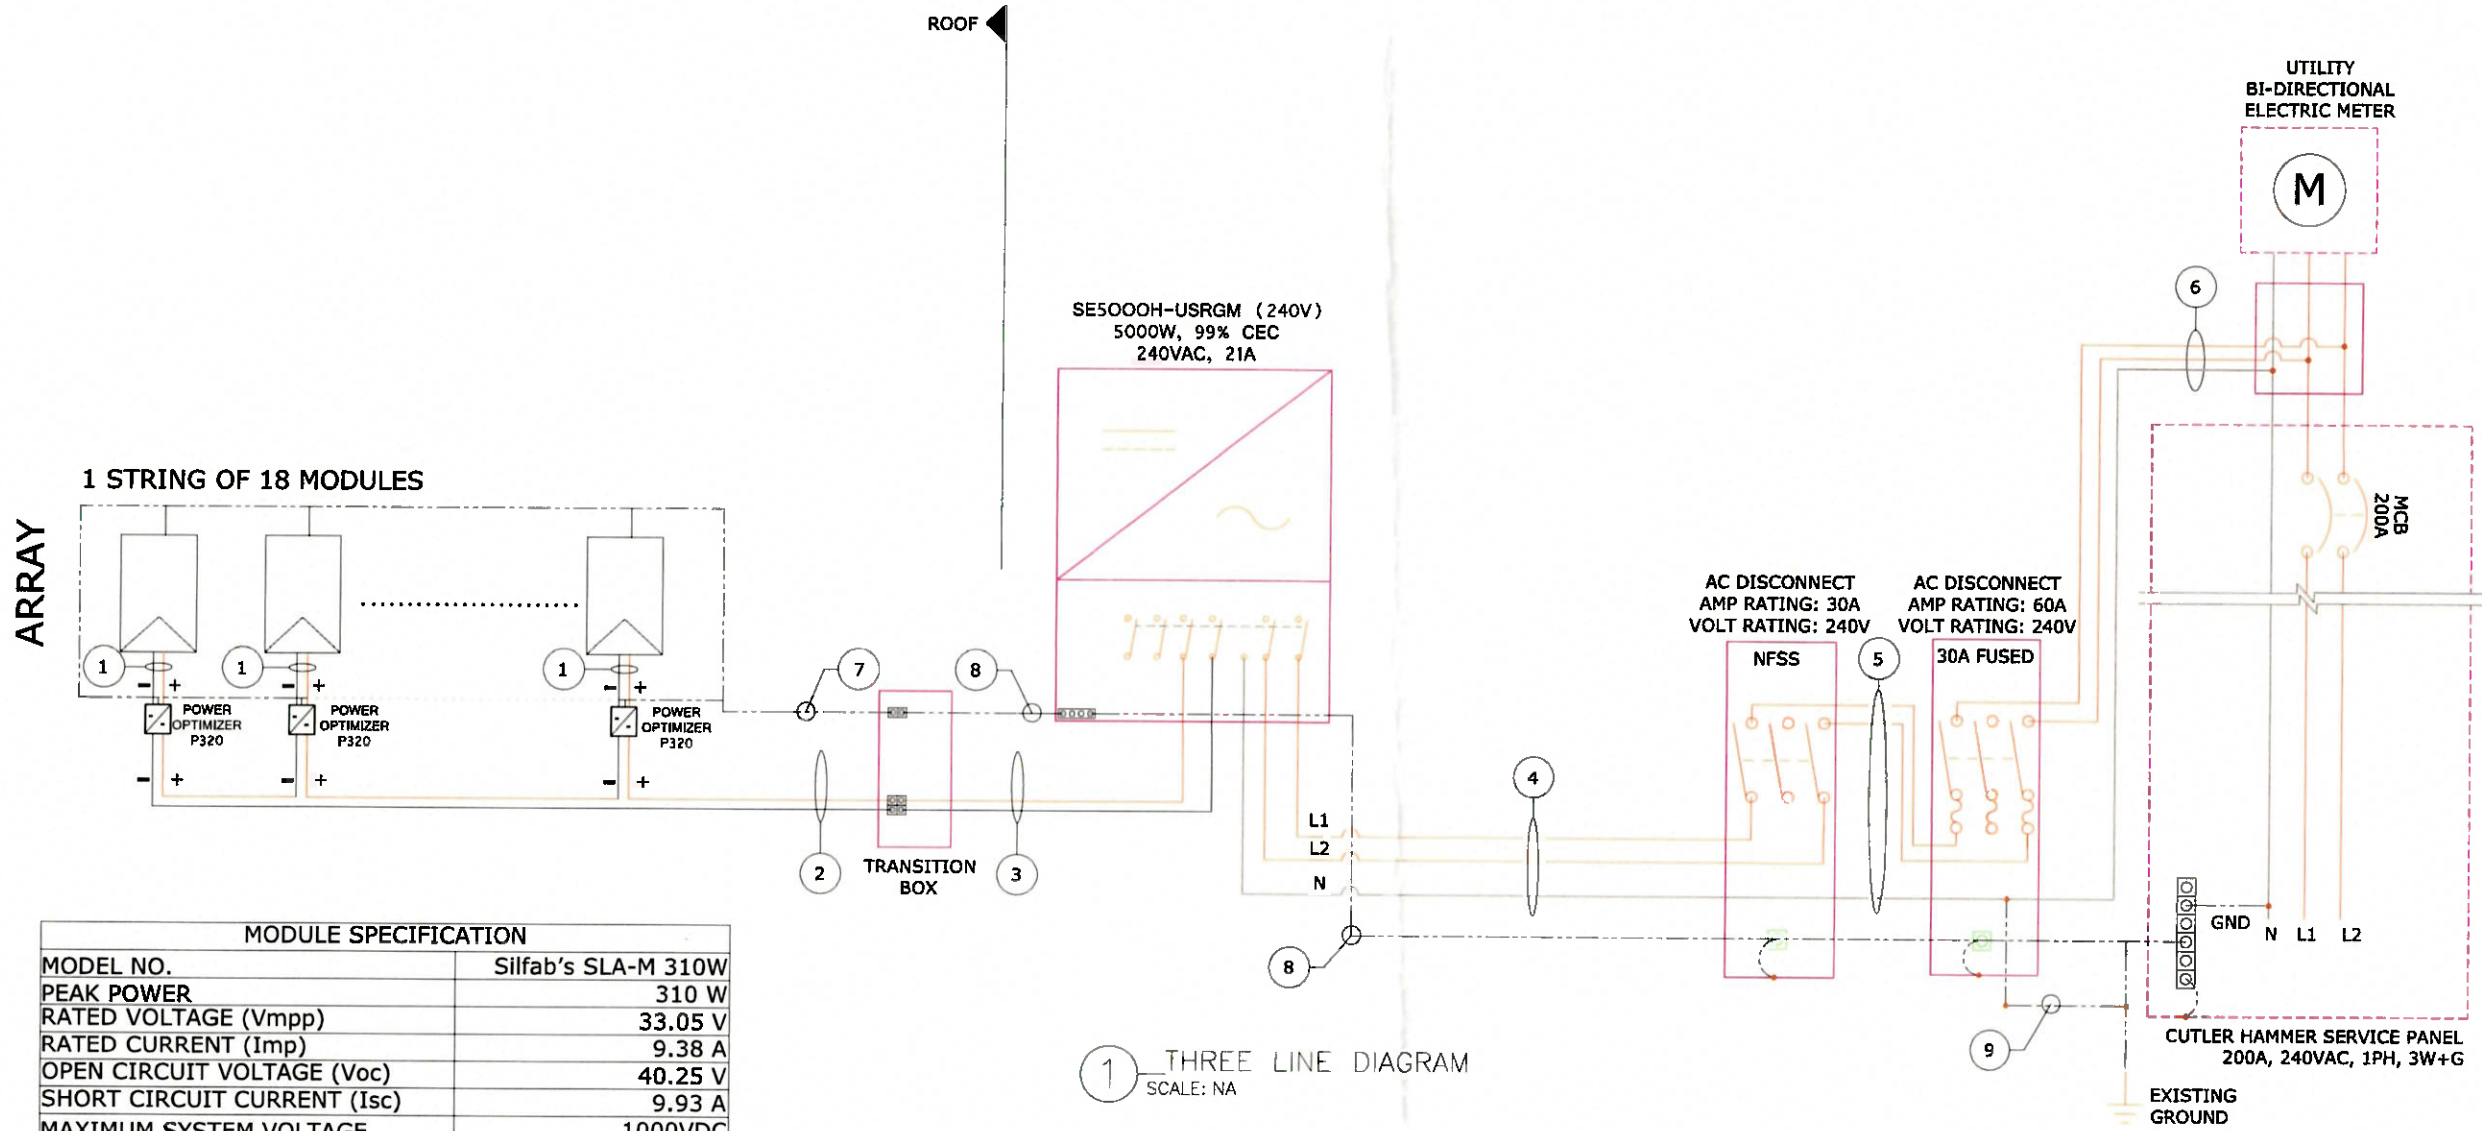 ROOF
UTILITY
BI-DIRECTIONAL
ELECTRIC METER
M
6
SE5000H-USRGM (240V)
5000W, 99% CEC
240VAC, 21A
1 STRING OF 18 MODULES
ARRAY
MCB
200A
1
1
1
- +
- +
- +
POWER
OPTIMIZER
P320
POWER
OPTIMIZER
P320
POWER
OPTIMIZER
P320
- +
- +
- +
7
8
2
TRANSITION
BOX
3
AC DISCONNECT
AMP RATING: 30A
VOLT RATING: 240V
NFSS
5
AC DISCONNECT
AMP RATING: 60A
VOLT RATING: 240V
30A FUSED
L1
L2
N
4
8
9
GND
N L1 L2
CUTLER HAMMER SERVICE PANEL
200A, 240VAC, 1PH, 3W+G
EXISTING
GROUND
MODULE SPECIFICATION
MODEL NO. Silfab's SLA-M 310W
PEAK POWER 310 W
RATED VOLTAGE (Vmpp) 33.05 V
RATED CURRENT (Imp) 9.38 A
OPEN CIRCUIT VOLTAGE (Voc) 40.25 V
SHORT CIRCUIT CURRENT (Isc) 9.93 A
MAXIMUM SYSTEM VOLTAGE 1000VDC
1 THREE LINE DIAGRAM
SCALE: NA